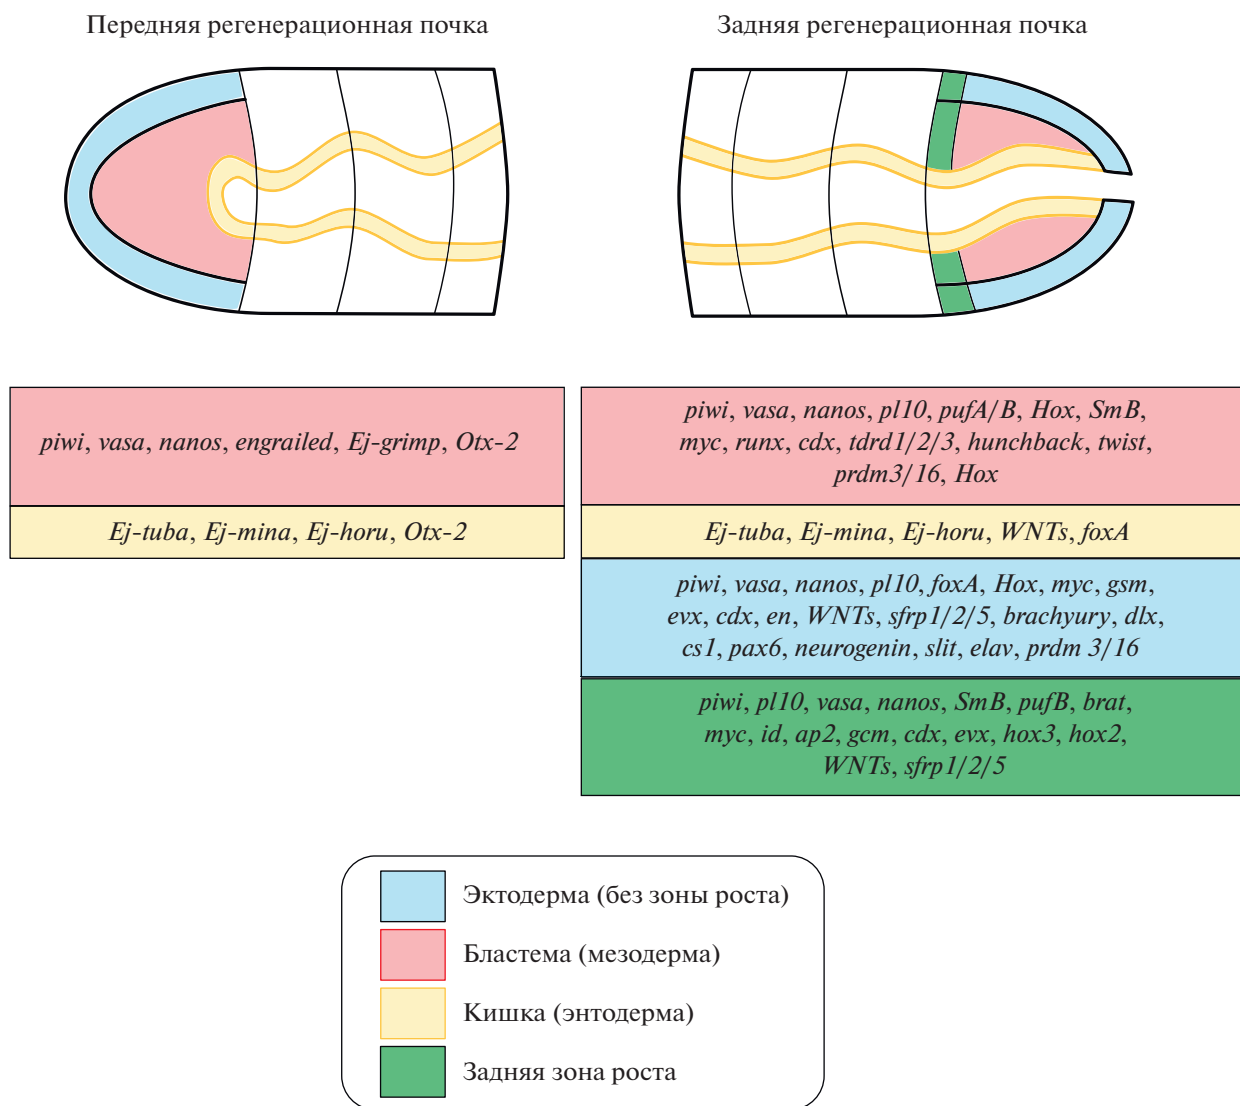 Передняя регенерационная почка
Задняя регенерационная почка
piwi, vasa, nanos, engrailed, Ej-grimp, Otx-2
Ej-tuba, Ej-mina, Ej-horu, Otx-2
piwi, vasa, nanos, pl10, pufA/B, Hox, SmB,
myc, runx, cdx, tdrd1/2/3, hunchback, twist,
prdm3/16, Hox
Ej-tuba, Ej-mina, Ej-horu, WNTs, foxA
piwi, vasa, nanos, pl10, foxA, Hox, myc, gsm,
evx, cdx, en, WNTs, sfrp1/2/5, brachyury, dlx,
cs1, pax6, neurogenin, slit, elav, prdm 3/16
piwi, pl10, vasa, nanos, SmB, pufB, brat,
myc, id, ap2, gcm, cdx, evx, hox3, hox2,
WNTs, sfrp1/2/5
Эктодерма (без зоны роста)
Бластема (мезодерма)
Кишка (энтодерма)
Задняя зона роста